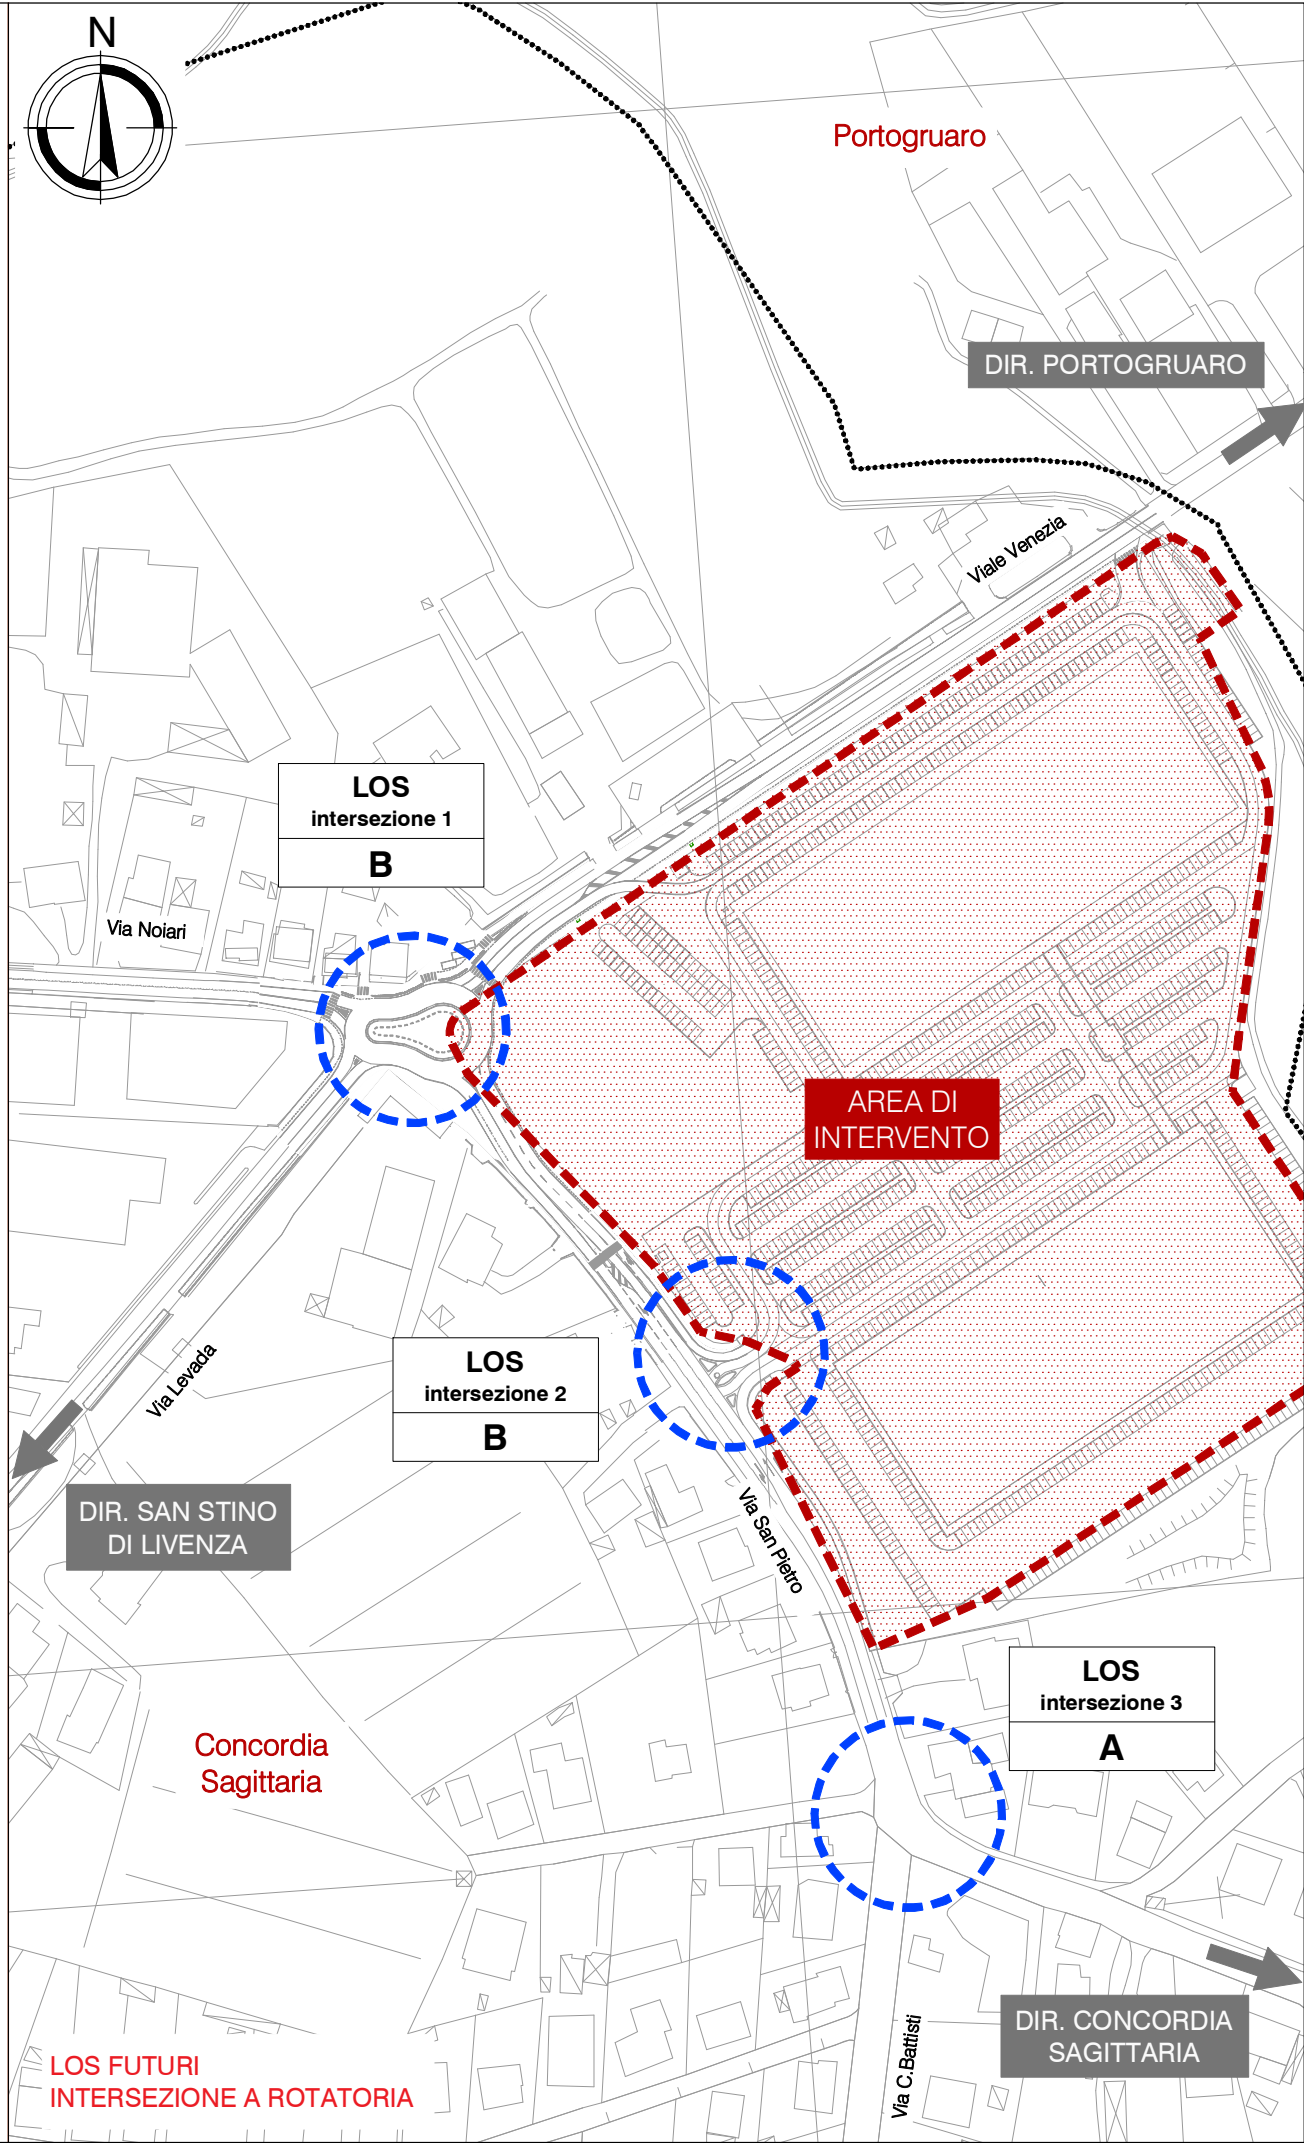 N
Portogruaro
DIR. PORTOGRUARO
Viale Venezia
LOS
intersezione 1
B
Via Noiari
AREA DI
INTERVENTO
LOS
intersezione 2
B
Via Levada
DIR. SAN STINO
DI LIVENZA
Via San Pietro
LOS
intersezione 3
A
Concordia
Sagittaria
DIR. CONCORDIA
SAGITTARIA
Via C.Battisti
LOS FUTURI
INTERSEZIONE A ROTATORIA